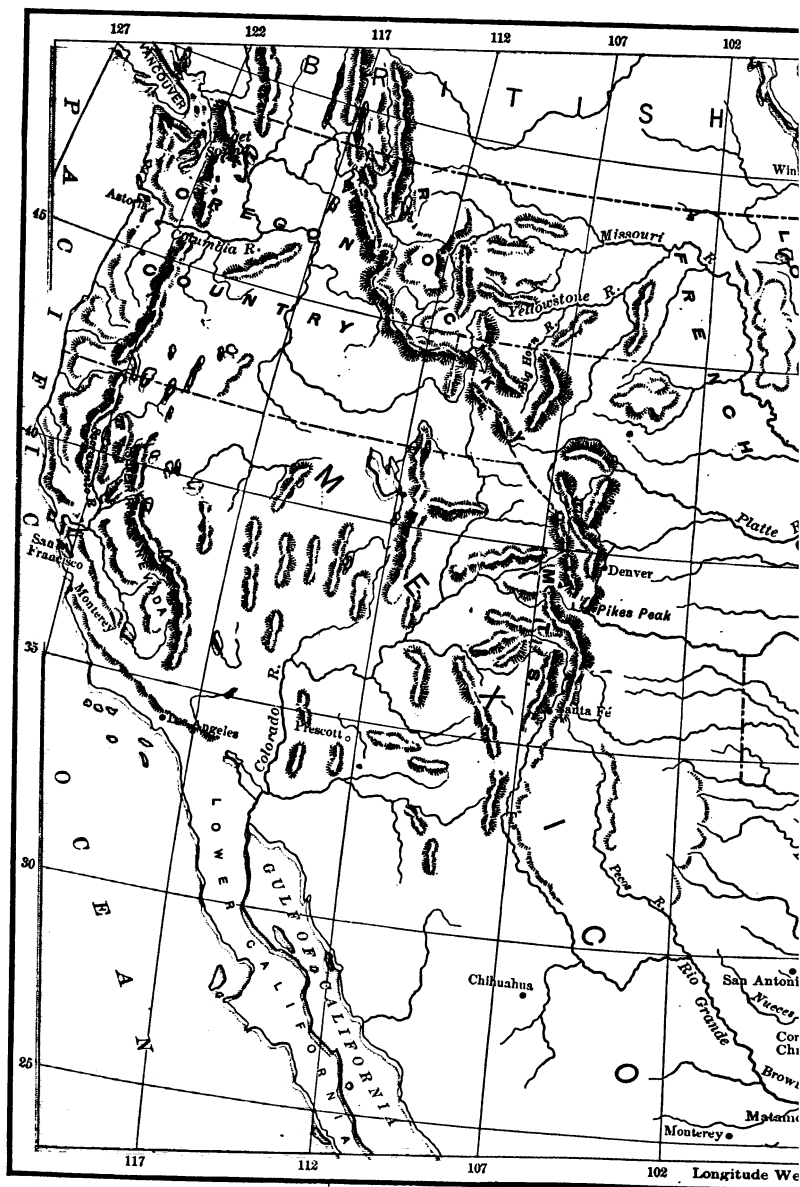 127 122 117 112 107 102
VANCOUVER
BRITISH
PACIFIC
OCEAN
Win
Puget
45
Astoria
OREGON
COUNTRY
Columbia R.
ROCKY
Missouri
R.
Yellowstone R.
Big Horn R.
FRENCH
40
Platte R
San
Francisco
Monterey
Denver
Pikes Peak
MEXICO
35
Los Angeles
Colorado R.
Prescott
Santa Fé
30
LOWER CALIFORNIA
GULF OF CALIFORNIA
Pecos R.
Chihuahua
Rio Grande
San Antoni
Nueces
Cor
Chr
25
Brown
Matamo
Monterey
117 112 107 102 Longitude We